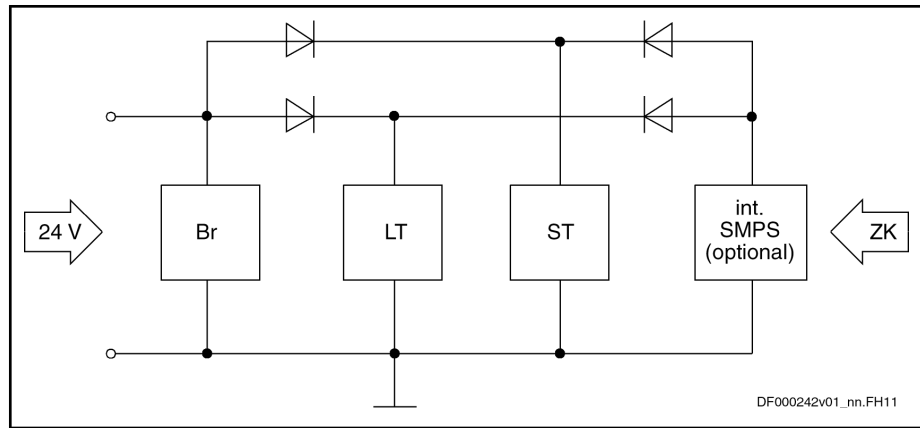 24 V
Br
LT
ST
int.
SMPS
(optional)
ZK
DF000242v01_nn.FH11